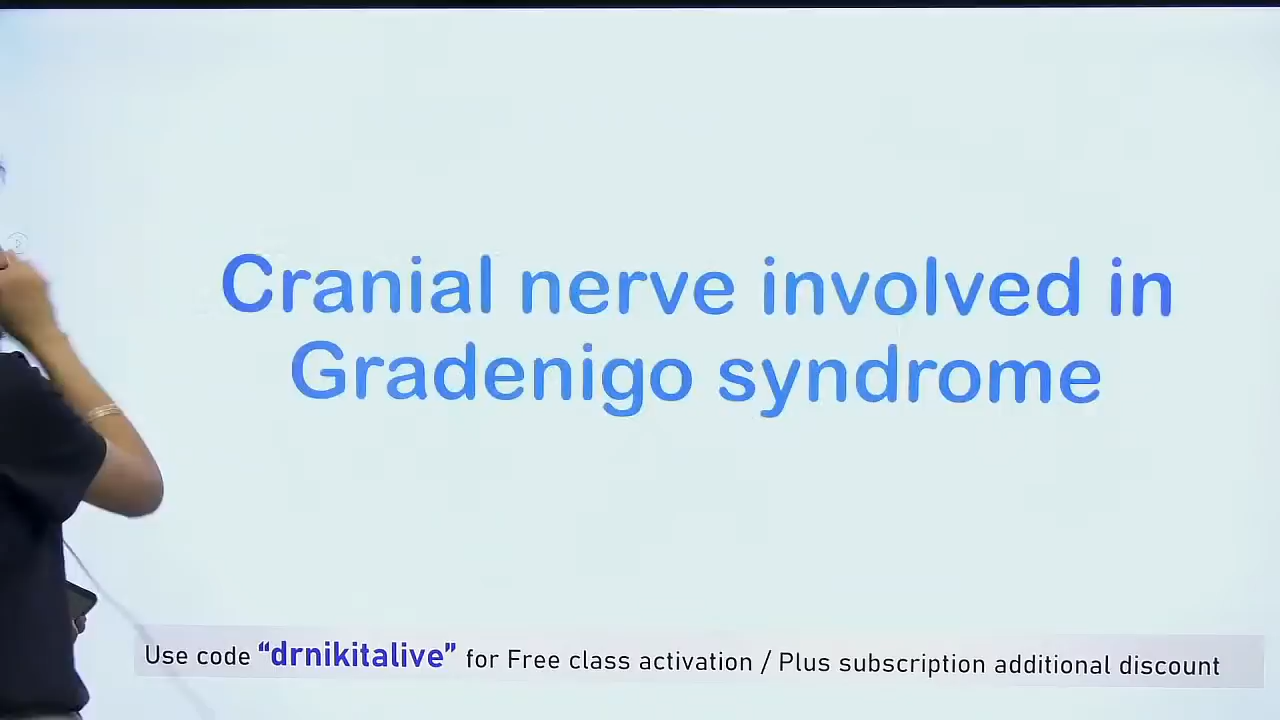 Cranial nerve involved in
Gradenigo syndrome
Use code “drnikitalive” for Free class activation / Plus subscription additional discount